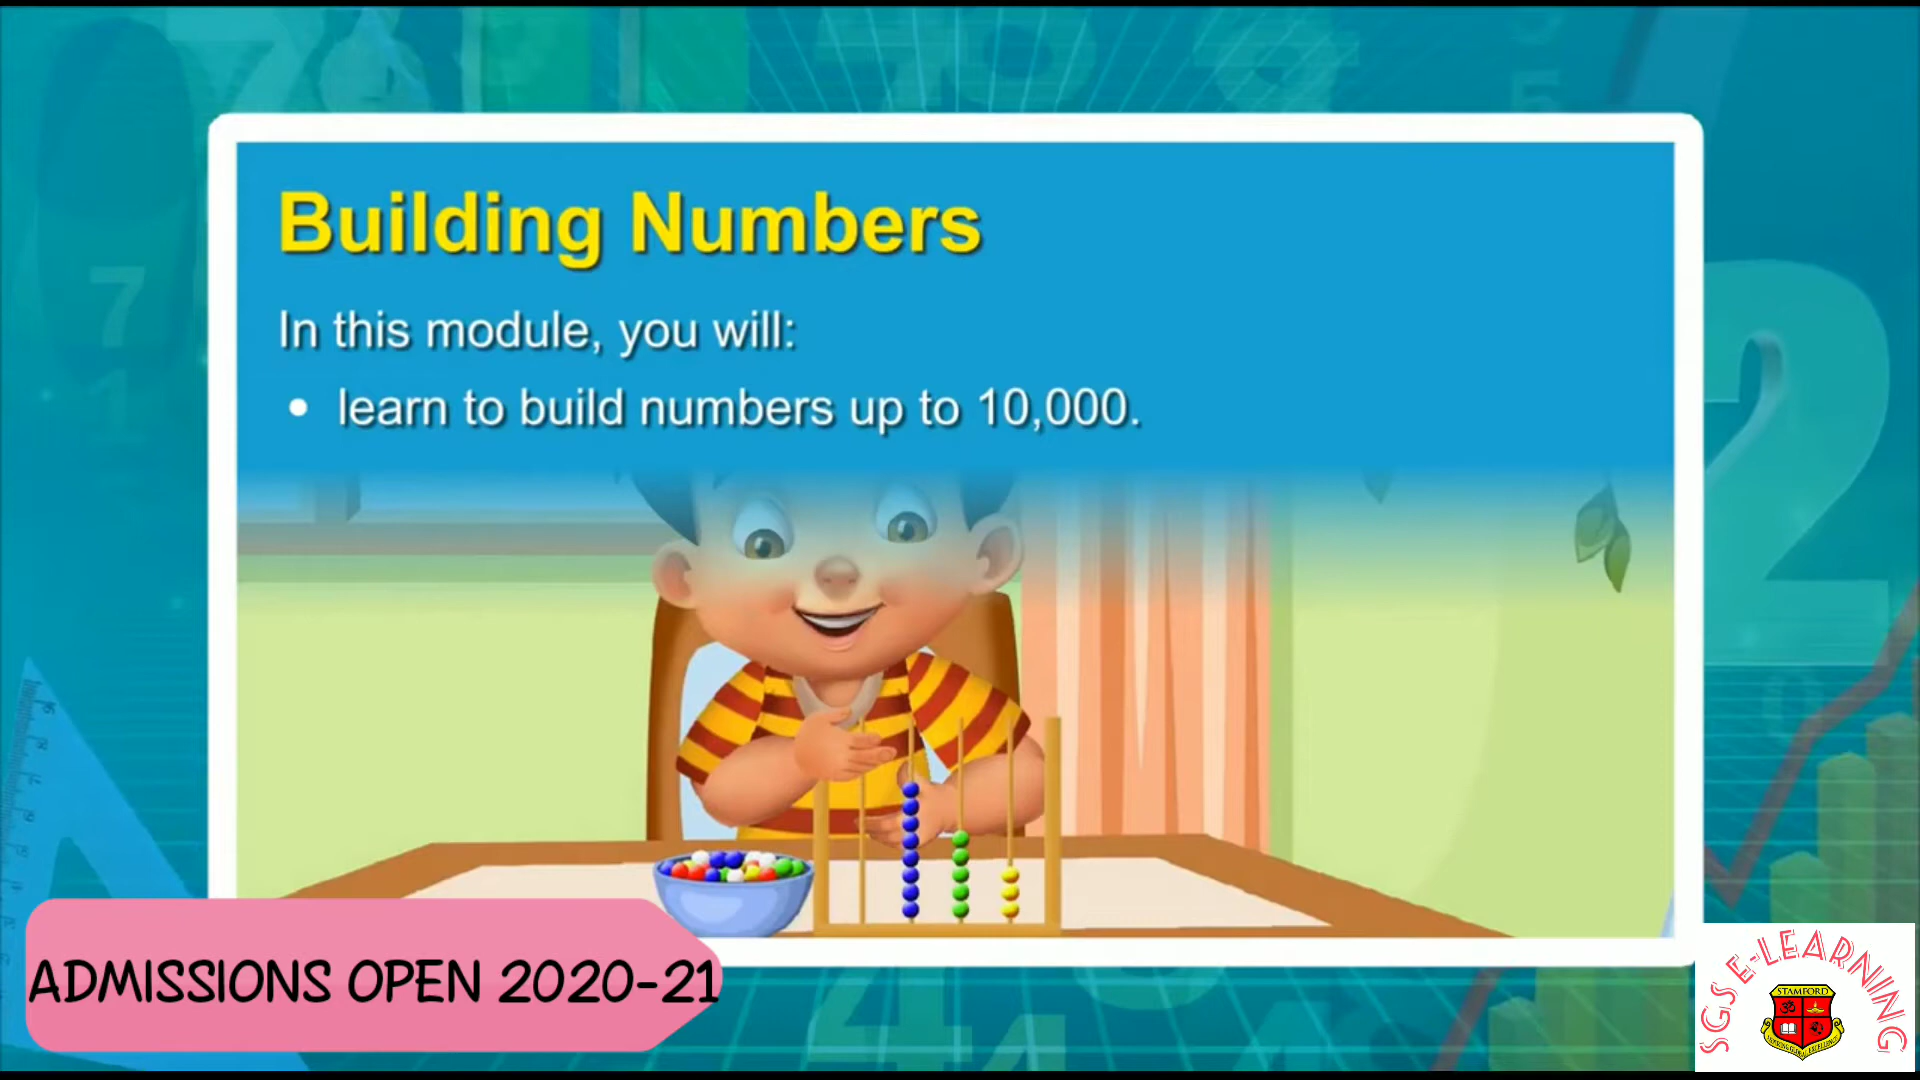 Building Numbers
In this module, you will:
• learn to build numbers up to 10,000.
ADMISSIONS OPEN 2020-21
SGS E-LEARNING
STAMFORD